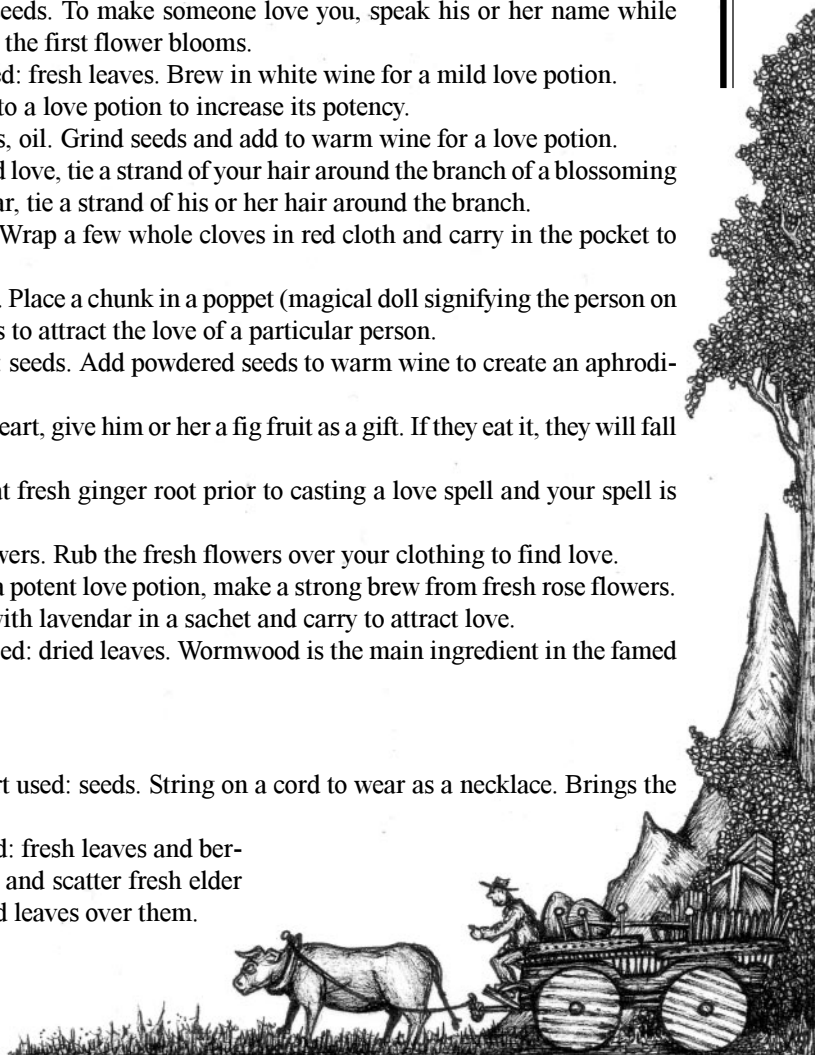 eeds. To make someone love you, speak his or her name while
the first flower blooms.
ed: fresh leaves. Brew in white wine for a mild love potion.
to a love potion to increase its potency.
s, oil. Grind seeds and add to warm wine for a love potion.
d love, tie a strand of your hair around the branch of a blossoming
ar, tie a strand of his or her hair around the branch.
Wrap a few whole cloves in red cloth and carry in the pocket to
. Place a chunk in a poppet (magical doll signifying the person on
s to attract the love of a particular person.
seeds. Add powdered seeds to warm wine to create an aphrodi-
eart, give him or her a fig fruit as a gift. If they eat it, they will fall
nt fresh ginger root prior to casting a love spell and your spell is
wers. Rub the fresh flowers over your clothing to find love.
a potent love potion, make a strong brew from fresh rose flowers.
with lavendar in a sachet and carry to attract love.
ed: dried leaves. Wormwood is the main ingredient in the famed
rt used: seeds. String on a cord to wear as a necklace. Brings the
d: fresh leaves and ber-
and scatter fresh elder
d leaves over them.